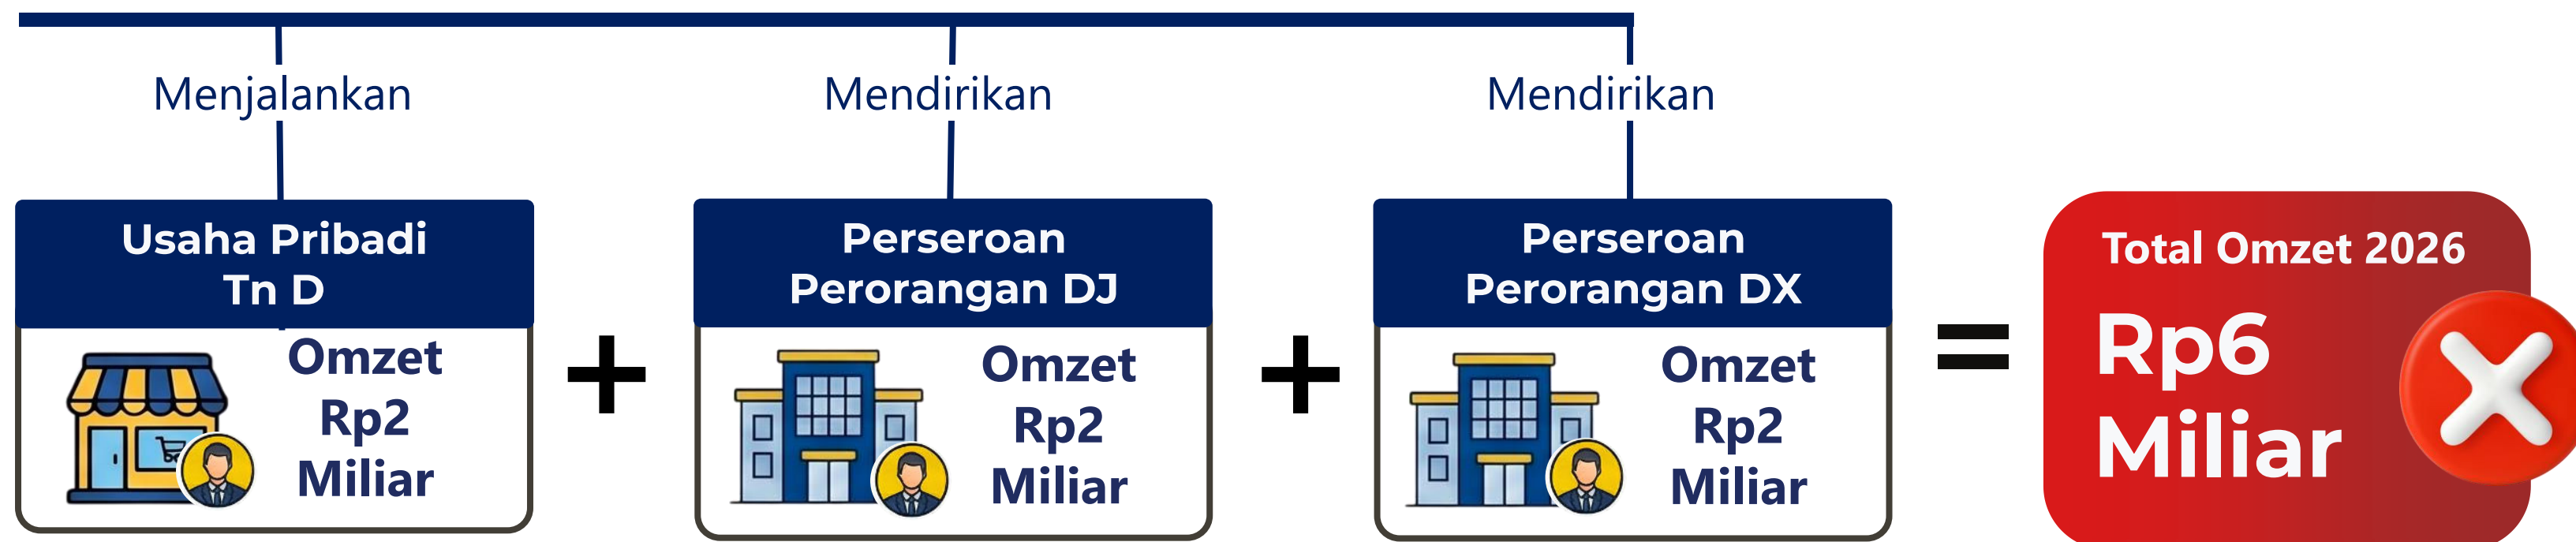 Menjalankan
Mendirikan
Mendirikan
Usaha Pribadi
Tn D
Omzet
Rp2
Miliar
+
Perseroan
Perorangan DJ
Omzet
Rp2
Miliar
+
Perseroan
Perorangan DX
Omzet
Rp2
Miliar
=
Total Omzet 2026
Rp6
Miliar